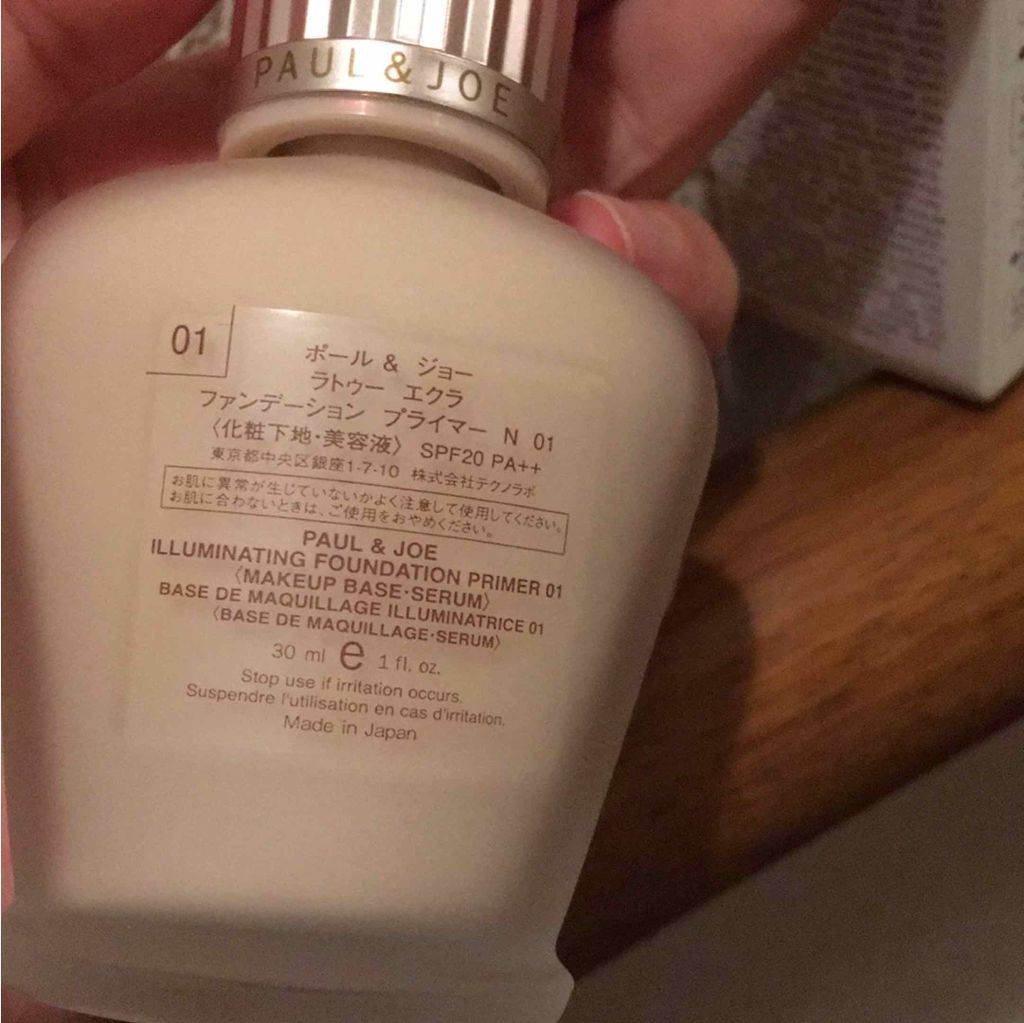 PAUL & JOE
01
ポール & ジョー
ラトゥー エクラ
ファンデーション プライマー N 01
〈化粧下地・美容液〉 SPF20 PA++
東京都中央区銀座1-7-10 株式会社テクノラボ
お肌に異常が生じていないかよく注意して使用してください。
お肌に合わないときは、ご使用をおやめください。
PAUL & JOE
ILLUMINATING FOUNDATION PRIMER 01
〈MAKEUP BASE・SERUM〉
BASE DE MAQUILLAGE ILLUMINATRICE 01
〈BASE DE MAQUILLAGE・SERUM〉
30 ml e 1 fl. oz.
Stop use if irritation occurs.
Suspendre l'utilisation en cas d'irritation.
Made in Japan